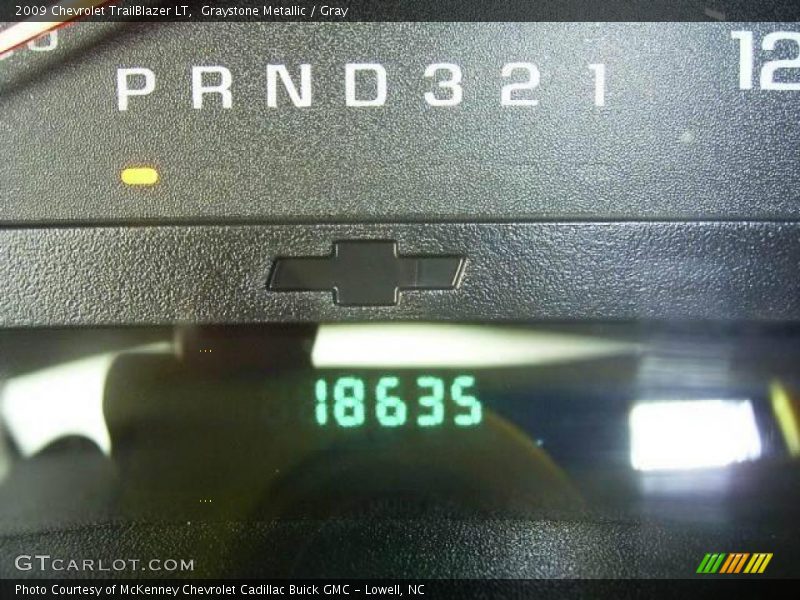 2009 Chevrolet TrailBlazer LT, Graystone Metallic / Gray
P R N D 3 2 1
12
18635
GTCARLOT.COM
Photo Courtesy of McKenney Chevrolet Cadillac Buick GMC - Lowell, NC